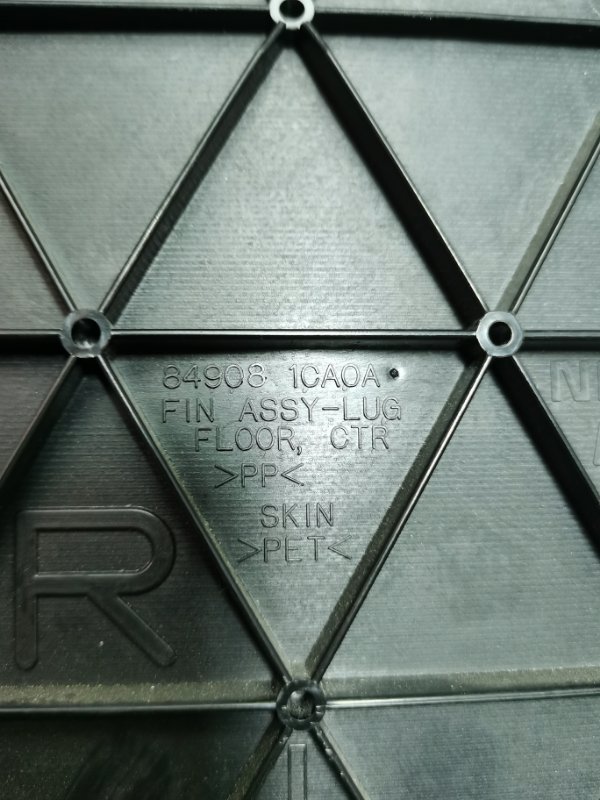 84908 1CA0A
FIN ASSY-LUG
FLOOR, CTR
>PP<
SKIN
>PET<
R